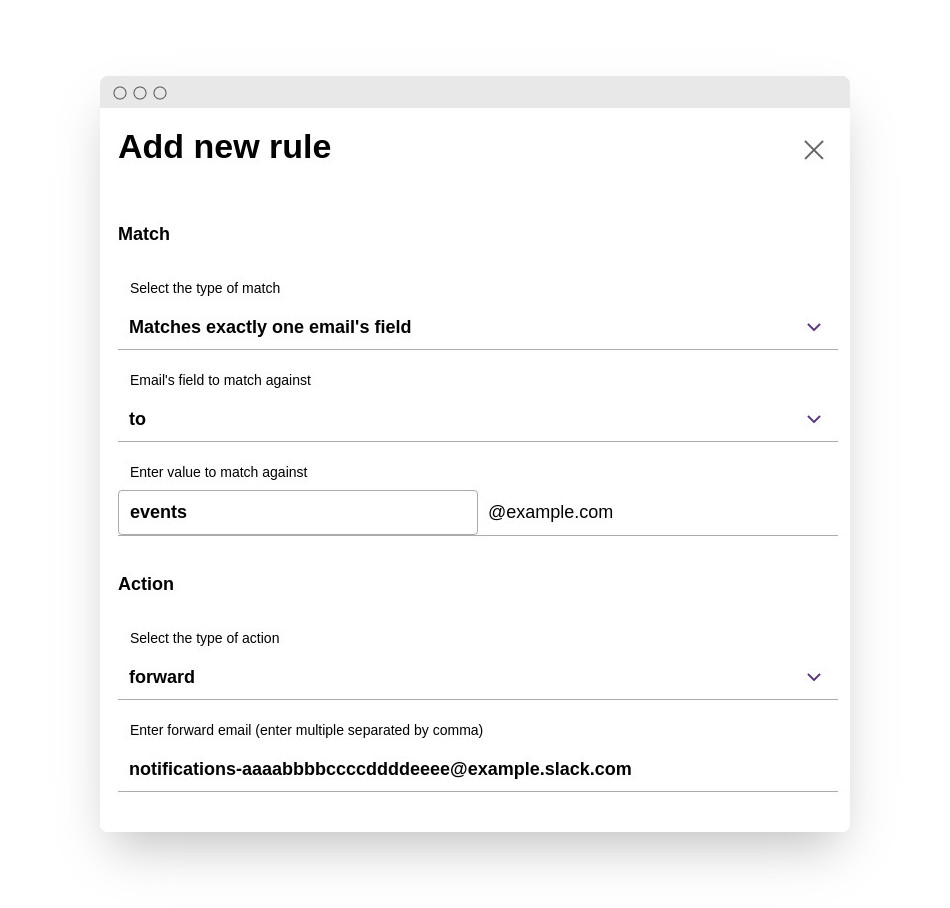 Add new rule
Match
Select the type of match
Matches exactly one email's field
Email's field to match against
to
Enter value to match against
events @example.com
Action
Select the type of action
forward
Enter forward email (enter multiple separated by comma)
notifications-aaaabbbbccccddddeeee@example.slack.com